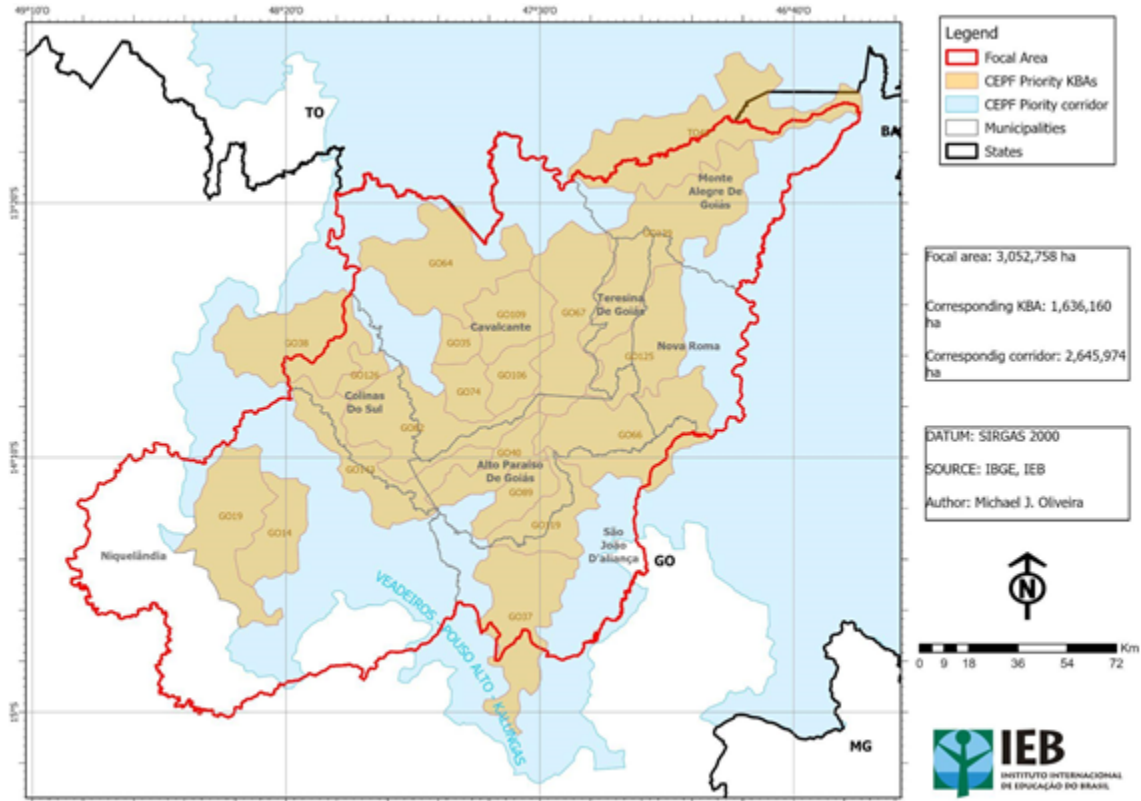 49°10'0
48°20'0
47°30'0
46°40'0
13°20'S
14°10'S
15°S
TO
BA
GO
MG
Monte
Alegre De
Goiás
GO64
GO109
Cavalcante
GO67
Teresina
De Goiás
GO38
GO35
GO125
Nova Roma
GO126
GO106
GO74
Colinas
Do Sul
GO66
GO40
Alto Paraíso
De Goiás
GO89
GO19
GO14
GO119
São
João
D'aliança
Niquelândia
GO37
VEADEIROS - POUSO ALTO - KALUNGAS
Legend
Focal Area
CEPF Priority KBAs
CEPF Piority corridor
Municipalities
States
Focal area: 3,052,758 ha
Corresponding KBA: 1,636,160
ha
Correspondig corridor: 2,645,974
ha
DATUM: SIRGAS 2000
SOURCE: IBGE, IEB
Author: Michael J. Oliveira
N
0 9 18 36 54 72 Km
IEB
INSTITUTO INTERNACIONAL
DE EDUCAÇÃO DO BRASIL